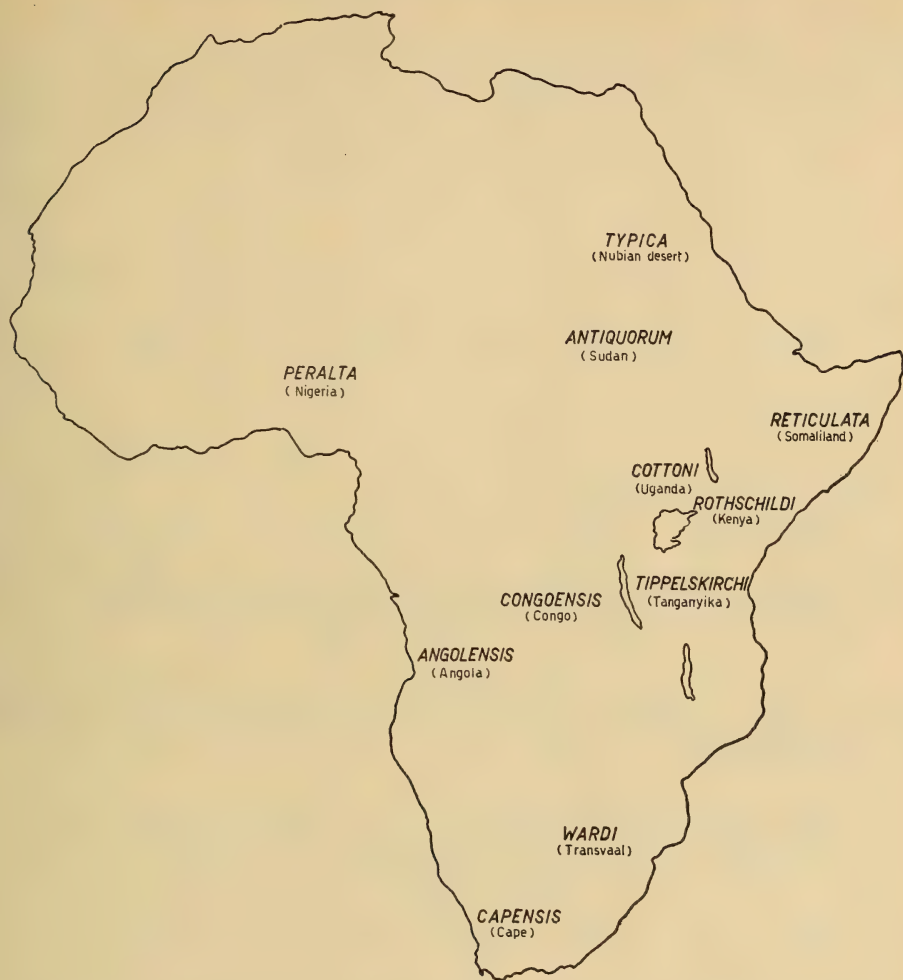 TYPICA
(Nubian desert)
ANTIQUORUM
(Sudan)
PERALTA
(Nigeria)
RETICULATA
(Somaliland)
COTTONI
(Uganda)
ROTHSCHILDI
(Kenya)
TIPPELSKIRCHI
(Tanganyika)
CONGOENSIS
(Congo)
ANGOLENSIS
(Angola)
WARDI
(Transvaal)
CAPENSIS
(Cape)